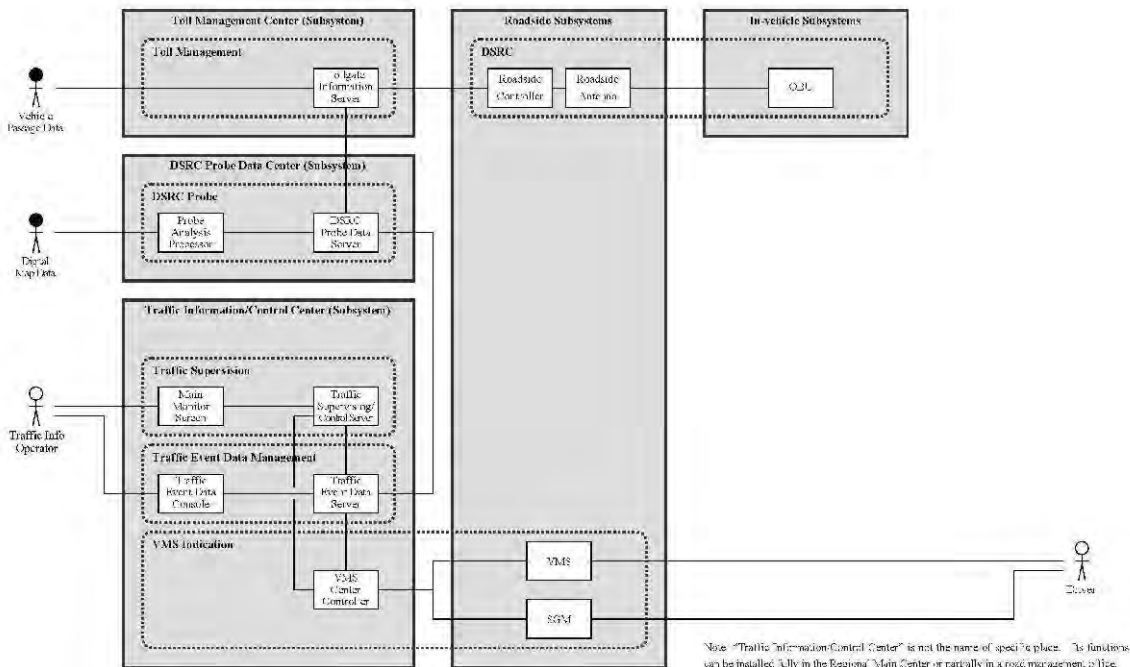 Toll Management Center (Subsystem)
Roadside Subsystems
In-vehicle Subsystems
Toll Management
DSRC
Tollgate
Information
Server
Roadside
Controller
Roadside
Antenna
OBU
Vehicle
Passage Data
DSRC Probe Data Center (Subsystem)
DSRC Probe
Probe
Analysis
Processor
DSRC
Probe Data
Server
Digital
Map Data
Traffic Information/Control Center (Subsystem)
Traffic Supervision
Main
Monitor
Screen
Traffic
Supervising/
Control Server
Traffic Info
Operator
Traffic Event Data Management
Traffic
Event Data
Console
Traffic
Event Data
Server
VMS Indication
VMS
Center
Controller
VMS
SGM
Driver
Note: "Traffic Information/Control Center" is not the name of specific place. Its functions
can be installed fully in the Regional Main Center or partially in a road management office.